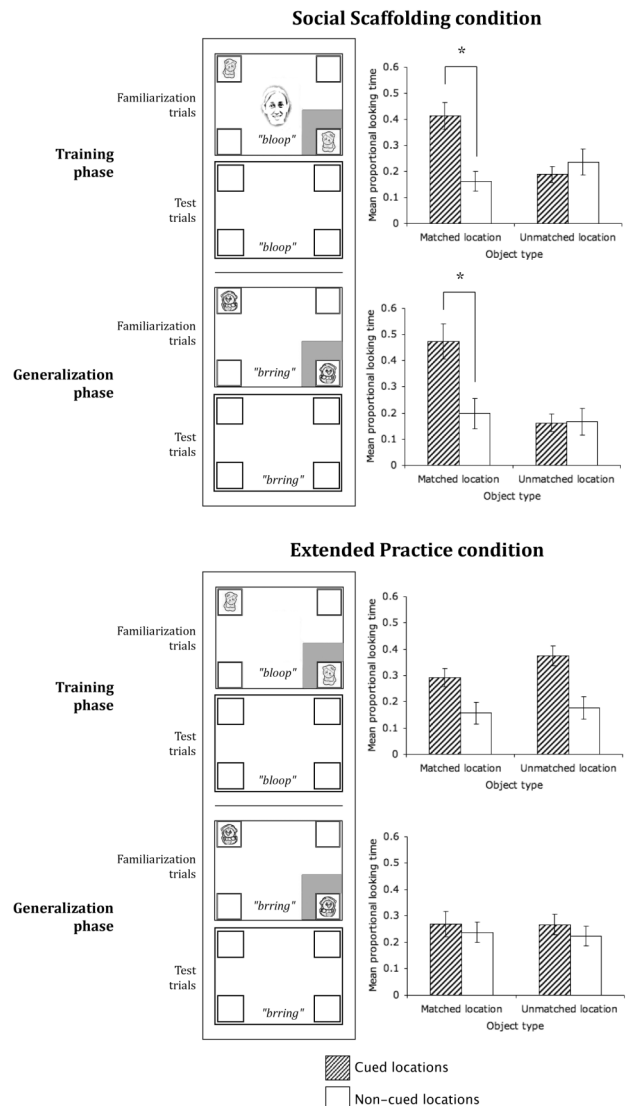 Social Scaffolding condition
Familiarization
trials
Training
phase
Test
trials
"bloop"
"bloop"
Mean proportional looking time
0.6
0.5
0.4
0.3
0.2
0.1
0
*
Matched location
Unmatched location
Object type
Familiarization
trials
Generalization
phase
Test
trials
"brring"
"brring"
Mean proportional looking time
0.6
0.5
0.4
0.3
0.2
0.1
0
*
Matched location
Unmatched location
Object type
Extended Practice condition
Familiarization
trials
Training
phase
Test
trials
"bloop"
"bloop"
Mean proportional looking time
0.6
0.5
0.4
0.3
0.2
0.1
0
Matched location
Unmatched location
Object type
Familiarization
trials
Generalization
phase
Test
trials
"brring"
"brring"
Mean proportional looking time
0.6
0.5
0.4
0.3
0.2
0.1
0
Matched location
Unmatched location
Object type
Cued locations
Non-cued locations